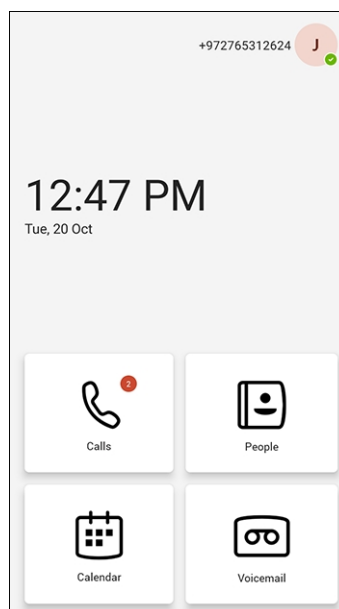 +972765312624 J
12:47 PM
Tue, 20 Oct
2
Calls People
Calendar Voicemail